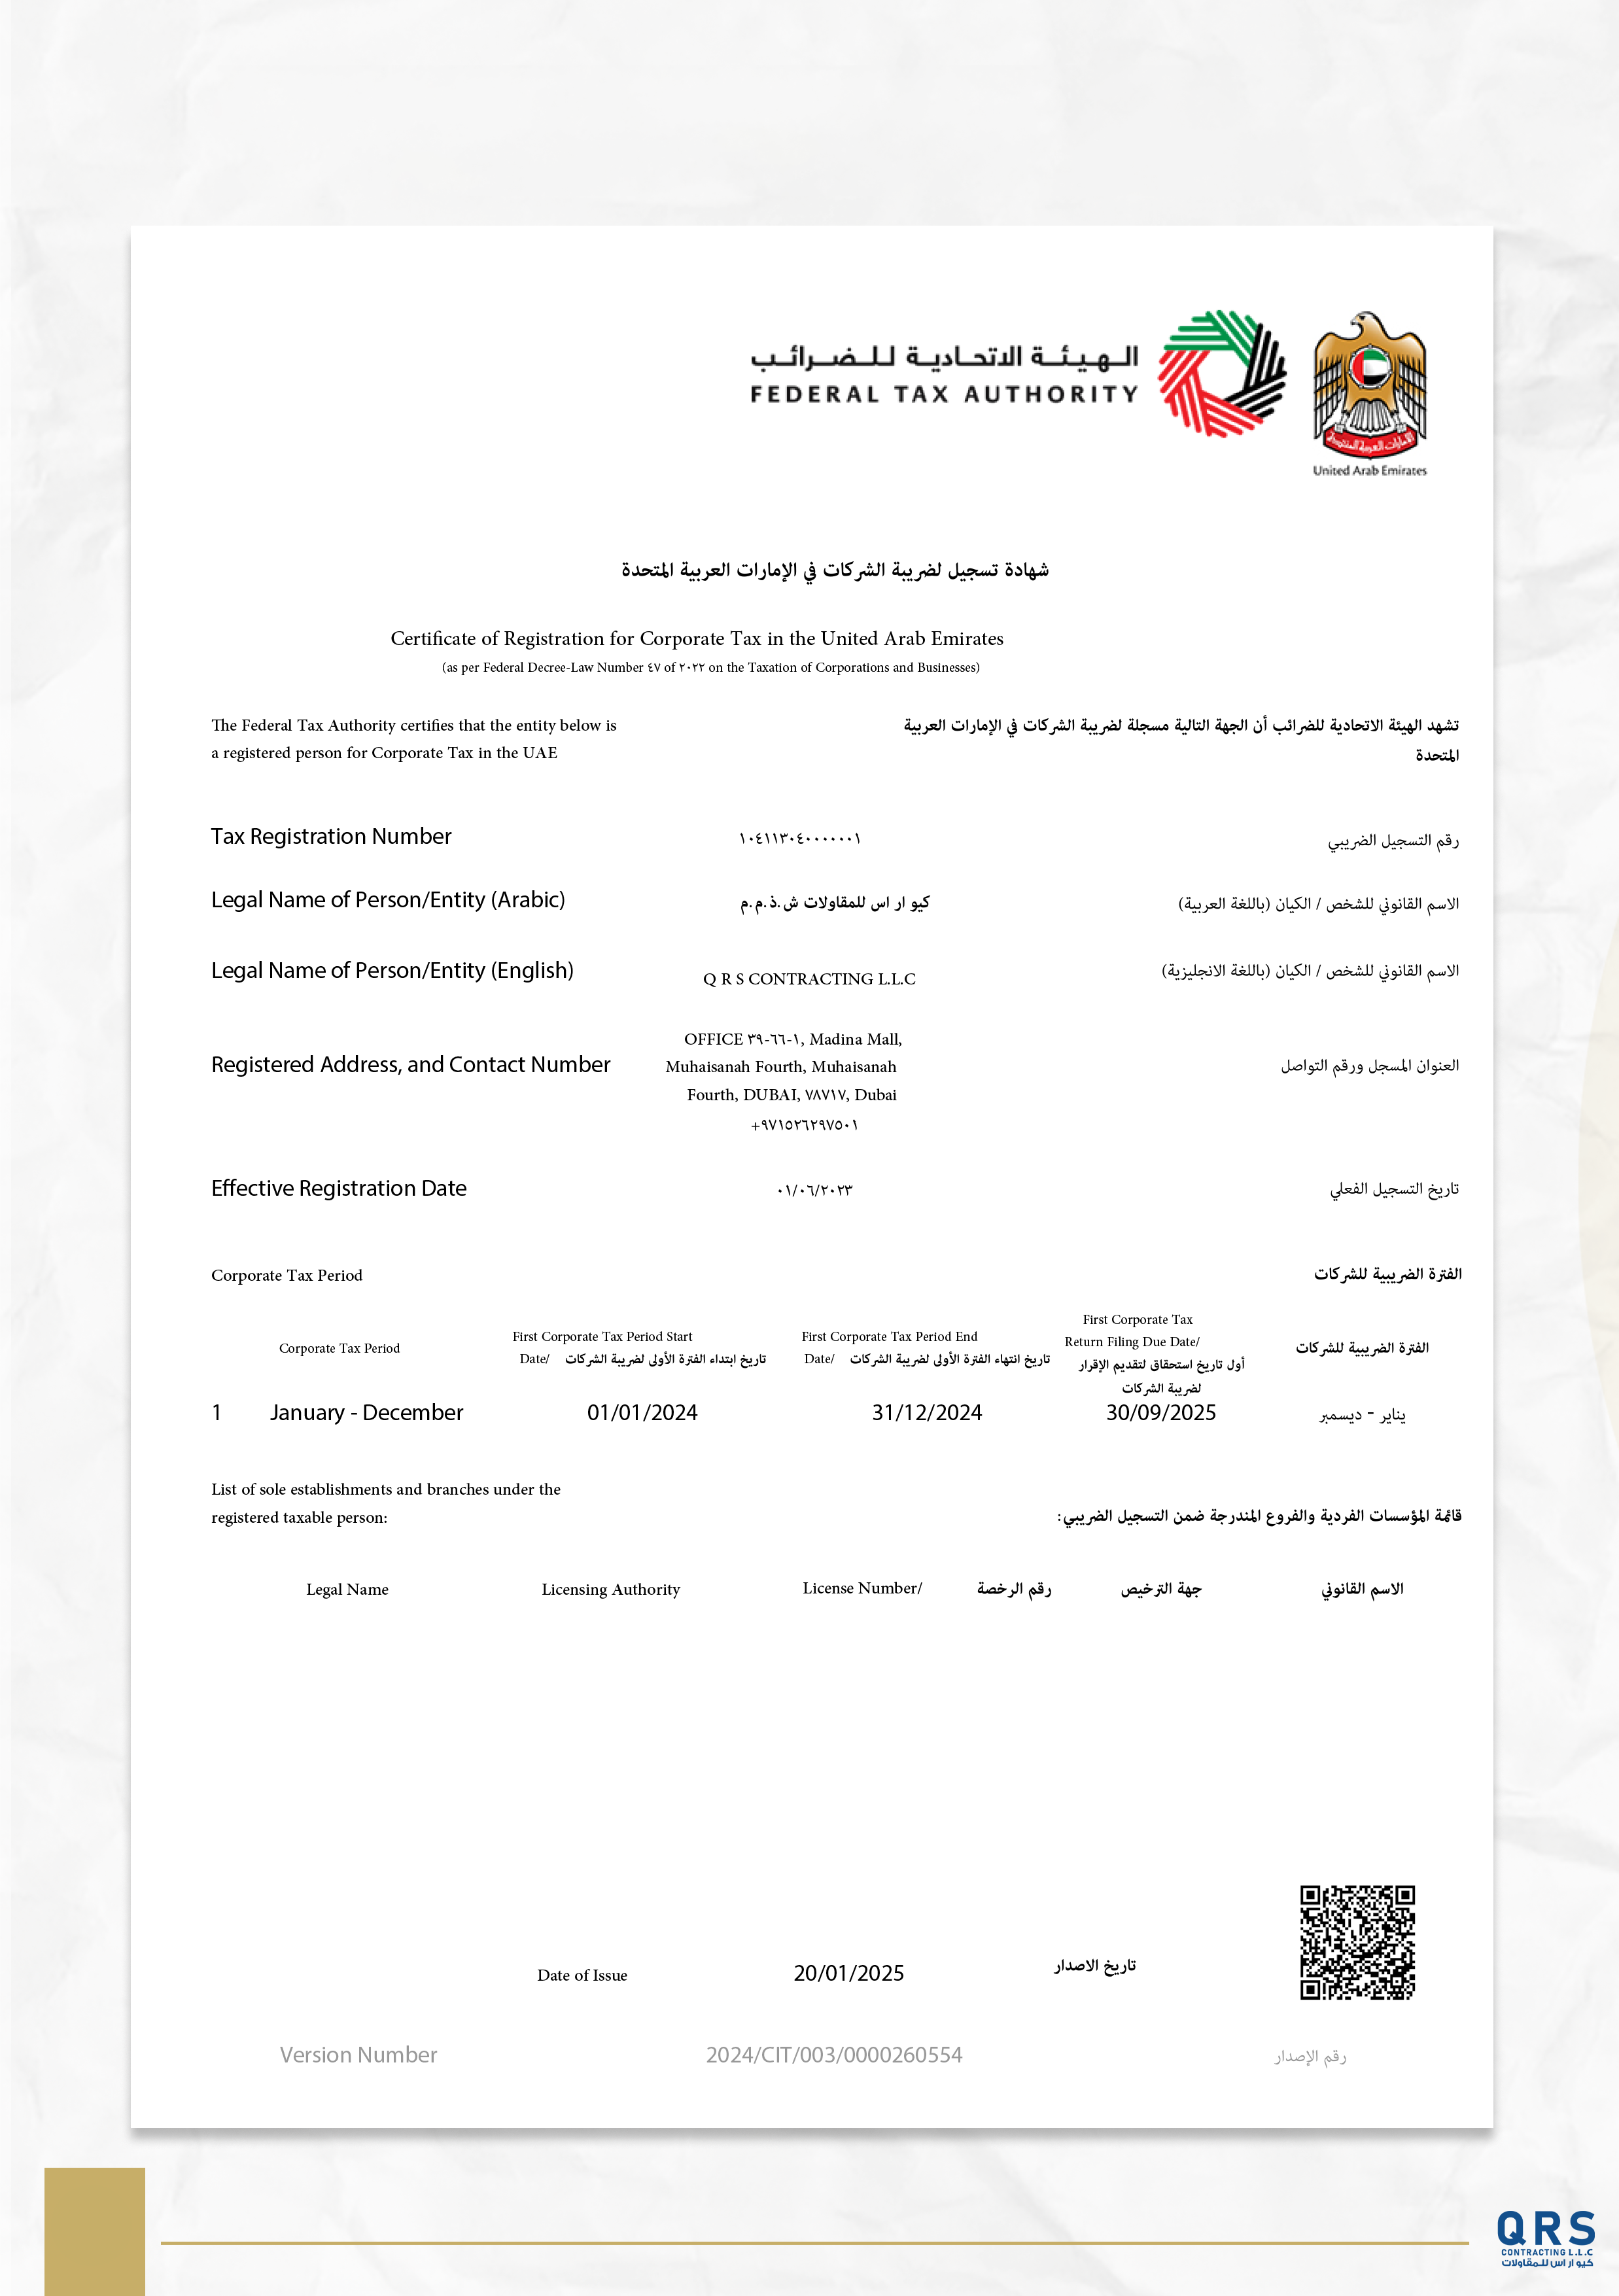 الهيئة الاتحادية للضرائب
FEDERAL TAX AUTHORITY
الامارات العربية المتحدة
United Arab Emirates
شهادة تسجيل لضريبة الشركات في الإمارات العربية المتحدة
Certificate of Registration for Corporate Tax in the United Arab Emirates
(as per Federal Decree-Law Number ٤٧ of ٢٠٢٢ on the Taxation of Corporations and Businesses)
The Federal Tax Authority certifies that the entity below is
a registered person for Corporate Tax in the UAE
تشهد الهيئة الاتحادية للضرائب أن الجهة التالية مسجلة لضريبة الشركات في الإمارات العربية
المتحدة
Tax Registration Number
١٠٤١١٣٠٤٠٠٠٠٠٠١
رقم التسجيل الضريبي
Legal Name of Person/Entity (Arabic)
كيو ار اس للمقاولات ش.ذ.م.م
الاسم القانوني للشخص / الكيان (باللغة العربية)
Legal Name of Person/Entity (English)
Q R S CONTRACTING L.L.C
الاسم القانوني للشخص / الكيان (باللغة الانجليزية)
Registered Address, and Contact Number
OFFICE ٣٩-٦٦-١, Madina Mall,
Muhaisanah Fourth, Muhaisanah
Fourth, DUBAI, ٧٨٧١٧, Dubai
+٩٧١٥٢٦٢٩٧٥٠١
العنوان المسجل ورقم التواصل
Effective Registration Date
٠١/٠٦/٢٠٢٣
تاريخ التسجيل الفعلي
Corporate Tax Period
الفترة الضريبية للشركات
Corporate Tax Period
First Corporate Tax Period Start
Date/ تاريخ ابتداء الفترة الأولى لضريبة الشركات
First Corporate Tax Period End
Date/ تاريخ انتهاء الفترة الأولى لضريبة الشركات
First Corporate Tax
Return Filing Due Date/
أول تاريخ استحقاق لتقديم الإقرار
لضريبة الشركات
الفترة الضريبية للشركات
1 January - December 01/01/2024 31/12/2024 30/09/2025 يناير - ديسمبر
List of sole establishments and branches under the
registered taxable person:
قائمة المؤسسات الفردية والفروع المندرجة ضمن التسجيل الضريبي:
Legal Name Licensing Authority License Number/ رقم الرخصة جهة الترخيص الاسم القانوني
Date of Issue 20/01/2025 تاريخ الاصدار
Version Number 2024/CIT/003/0000260554 رقم الإصدار
QRS
CONTRACTING L.L.C
كيو ار اس للمقاولات